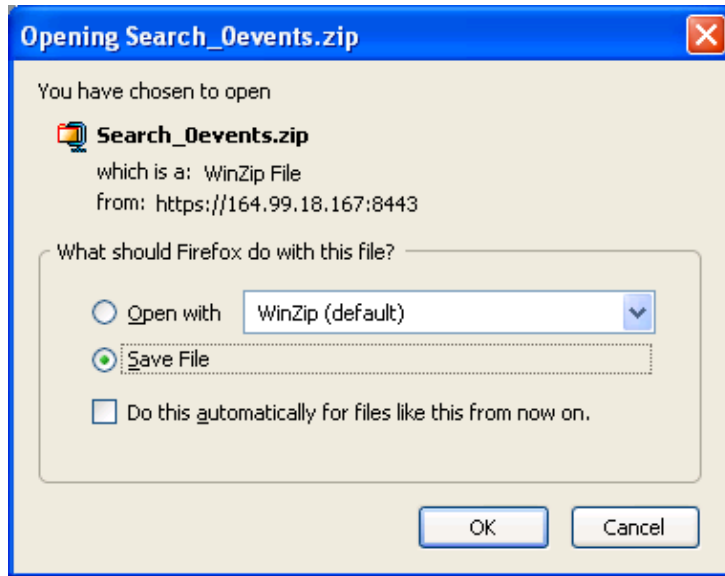 Opening Search_0events.zip
You have chosen to open
Search_0events.zip
which is a: WinZip File
from: https://164.99.18.167:8443
What should Firefox do with this file?
Open with WinZip (default)
Save File
Do this automatically for files like this from now on.
OK Cancel